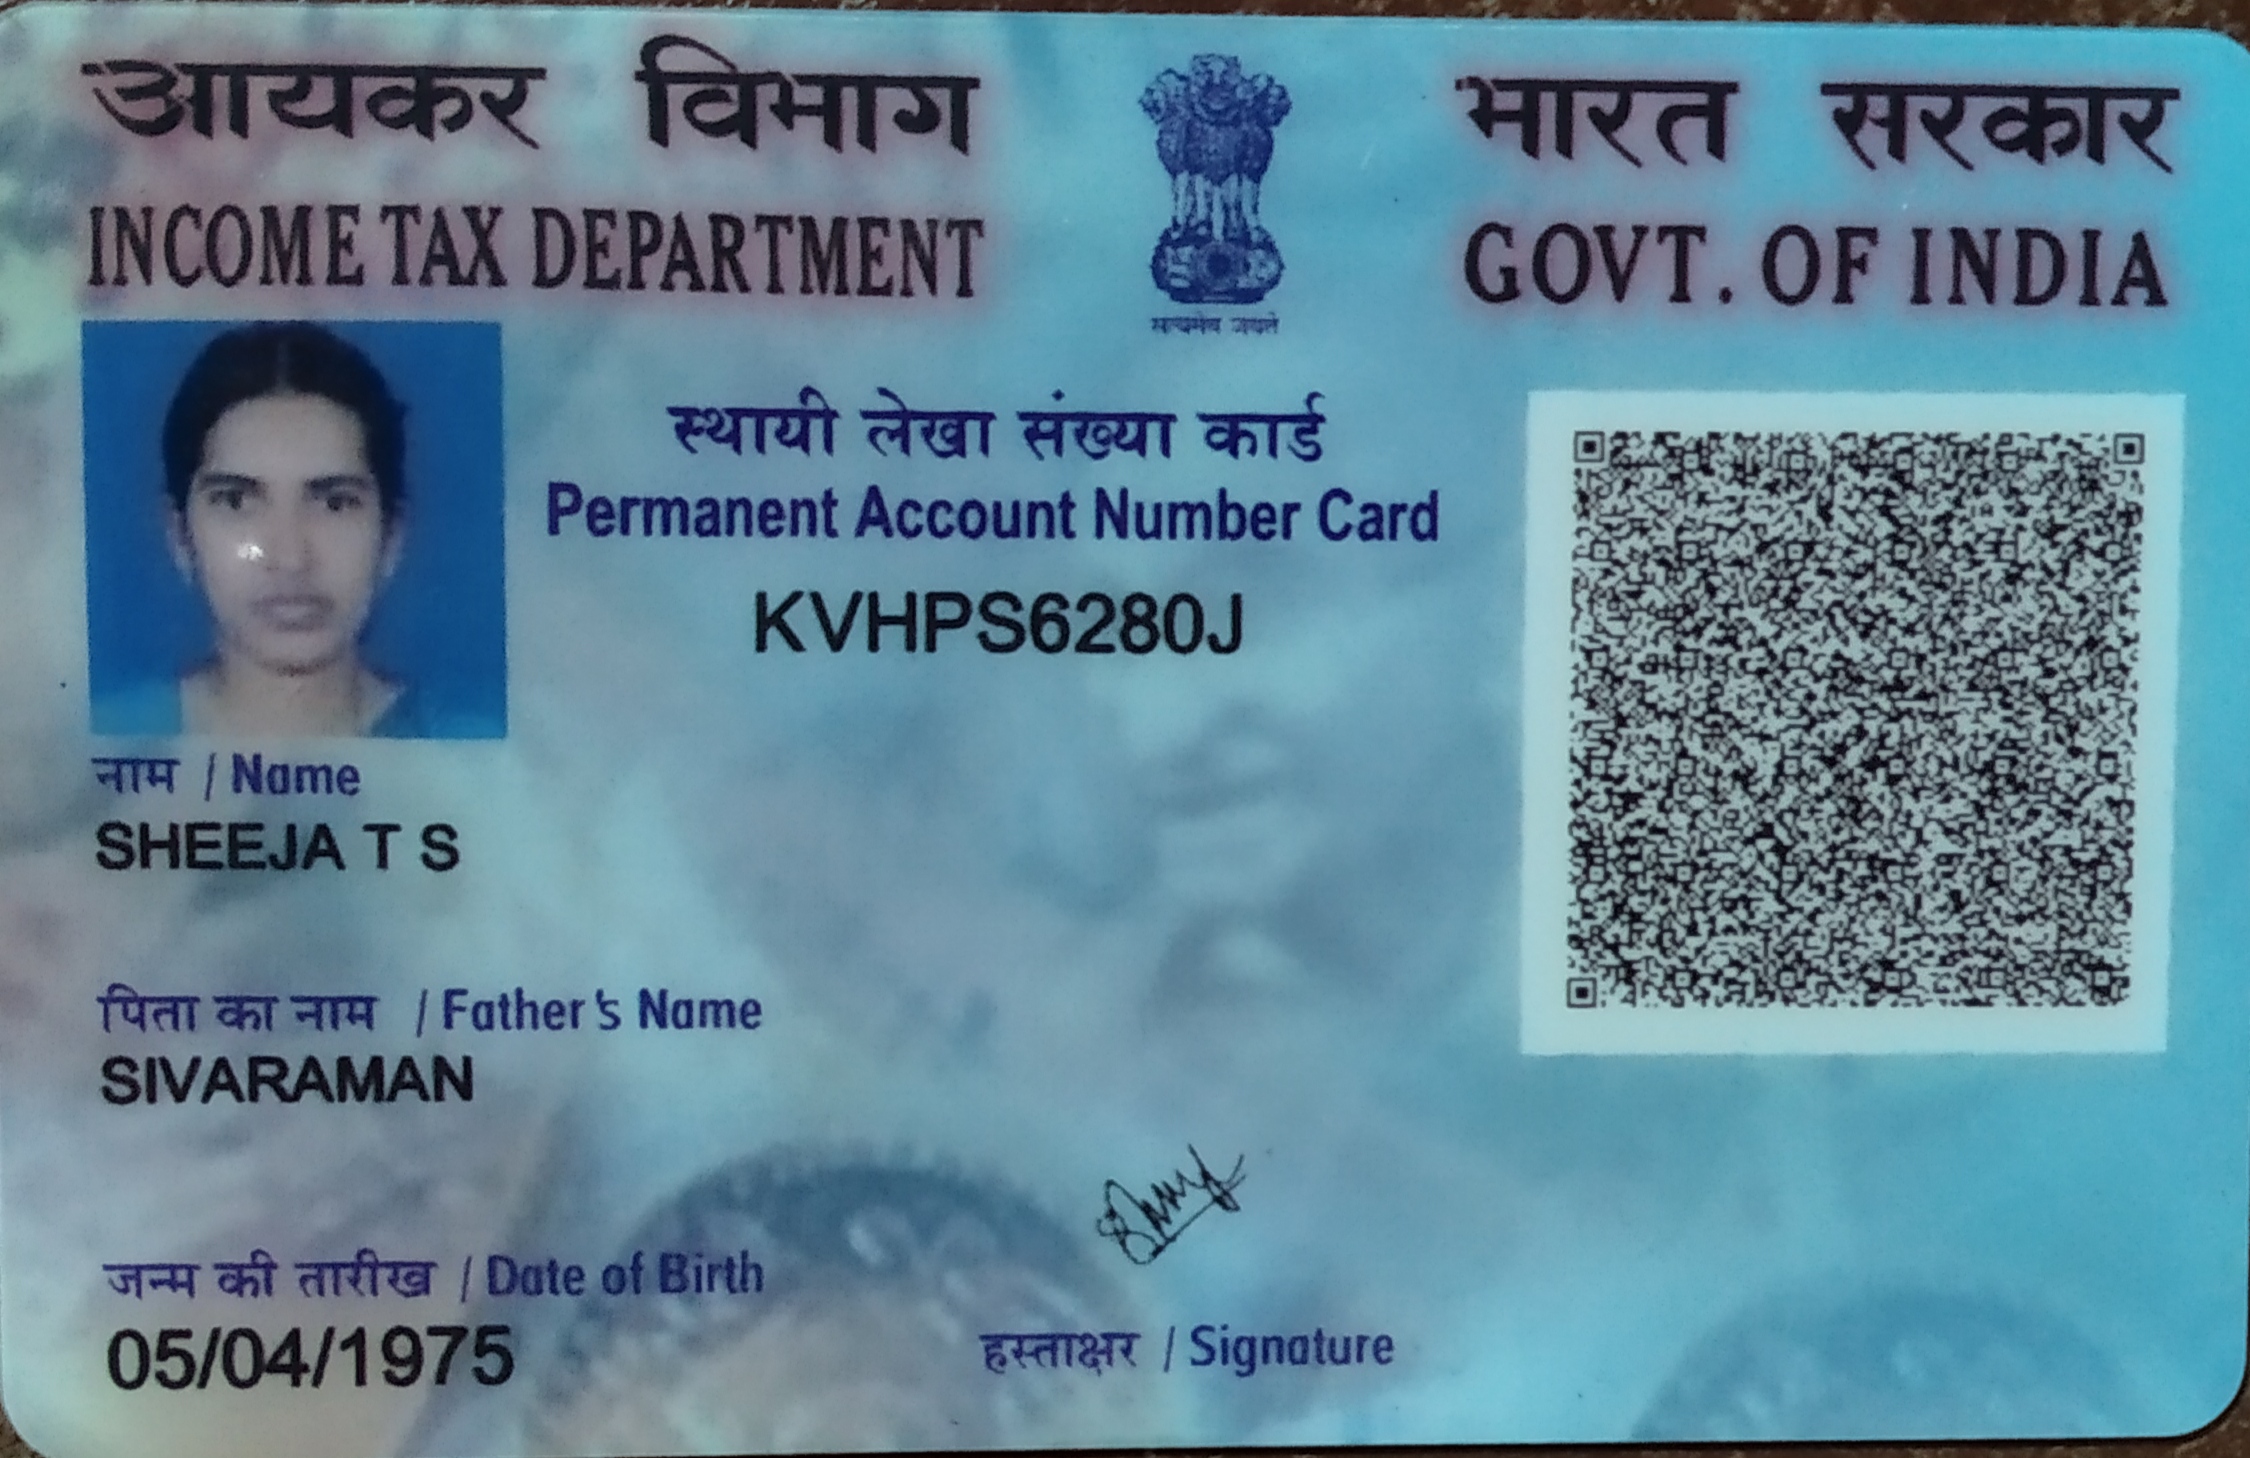 आयकर विभाग
INCOME TAX DEPARTMENT
भारत सरकार
GOVT. OF INDIA
सत्यमेव जयते
स्थायी लेखा संख्या कार्ड
Permanent Account Number Card
KVHPS6280J
नाम / Name
SHEEJA T S
पिता का नाम / Father's Name
SIVARAMAN
जन्म की तारीख / Date of Birth
05/04/1975
हस्ताक्षर / Signature